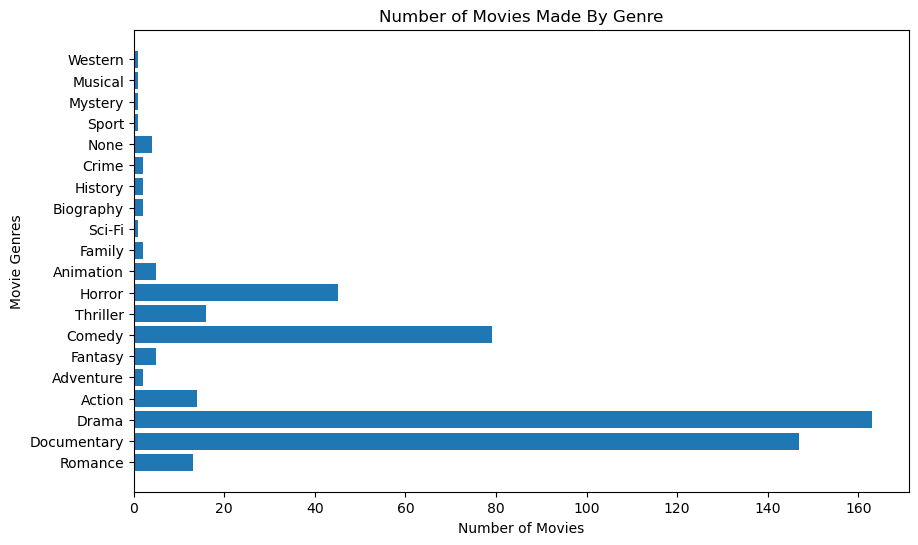 Number of Movies Made By Genre
Western
Musical
Mystery
Sport
None
Crime
History
Biography
Sci-Fi
Family
Animation
Horror
Thriller
Comedy
Fantasy
Adventure
Action
Drama
Documentary
Romance
Movie Genres
0 20 40 60 80 100 120 140 160
Number of Movies